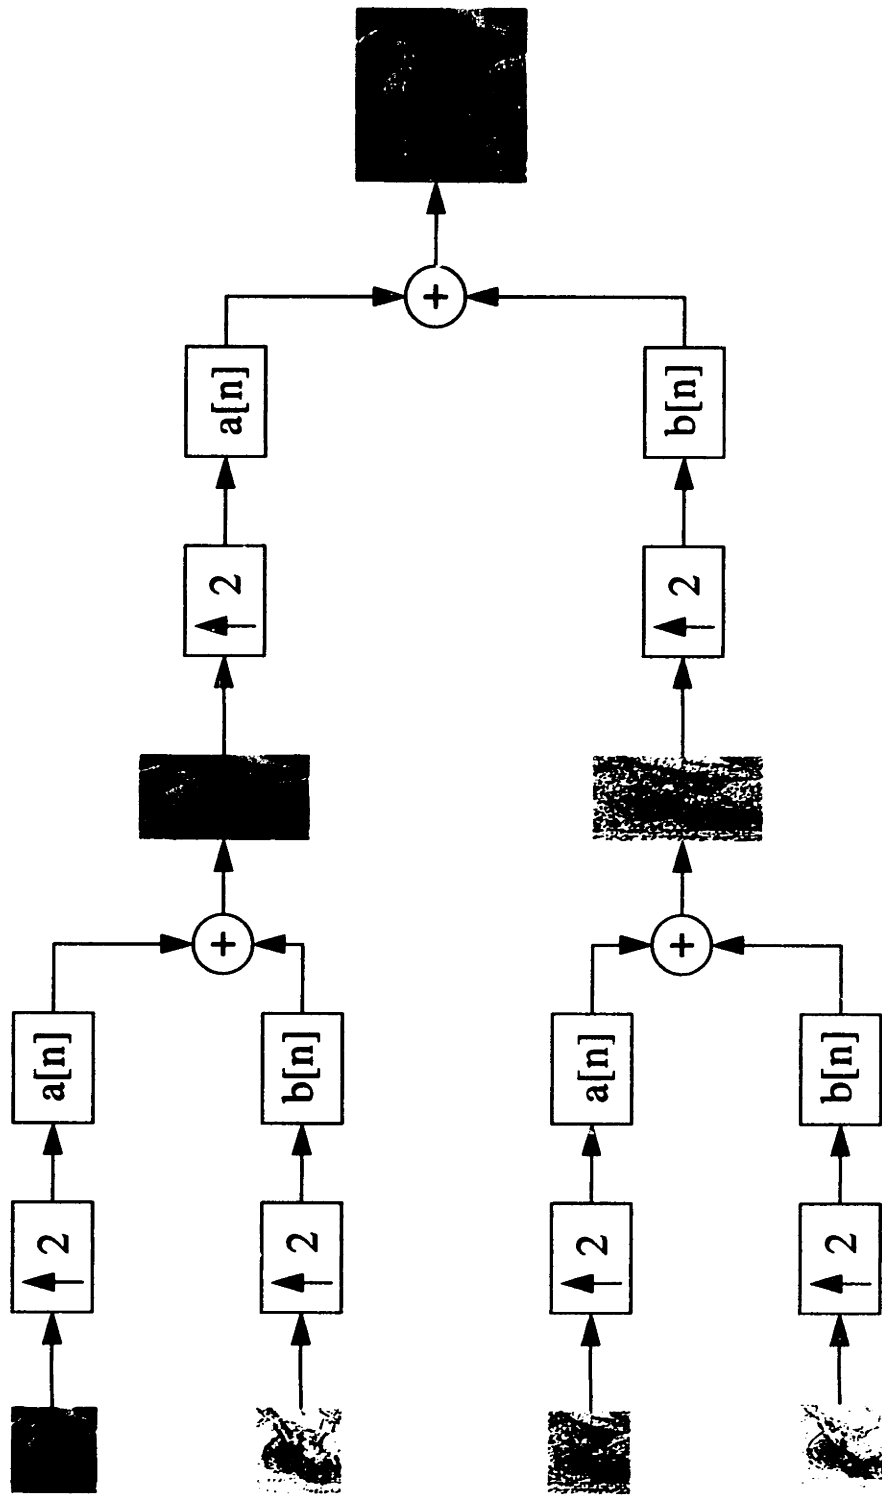 ↑ 2
a[n]
+
↑ 2
a[n]
↑ 2
b[n]
+
↑ 2
a[n]
+
↑ 2
b[n]
↑ 2
b[n]